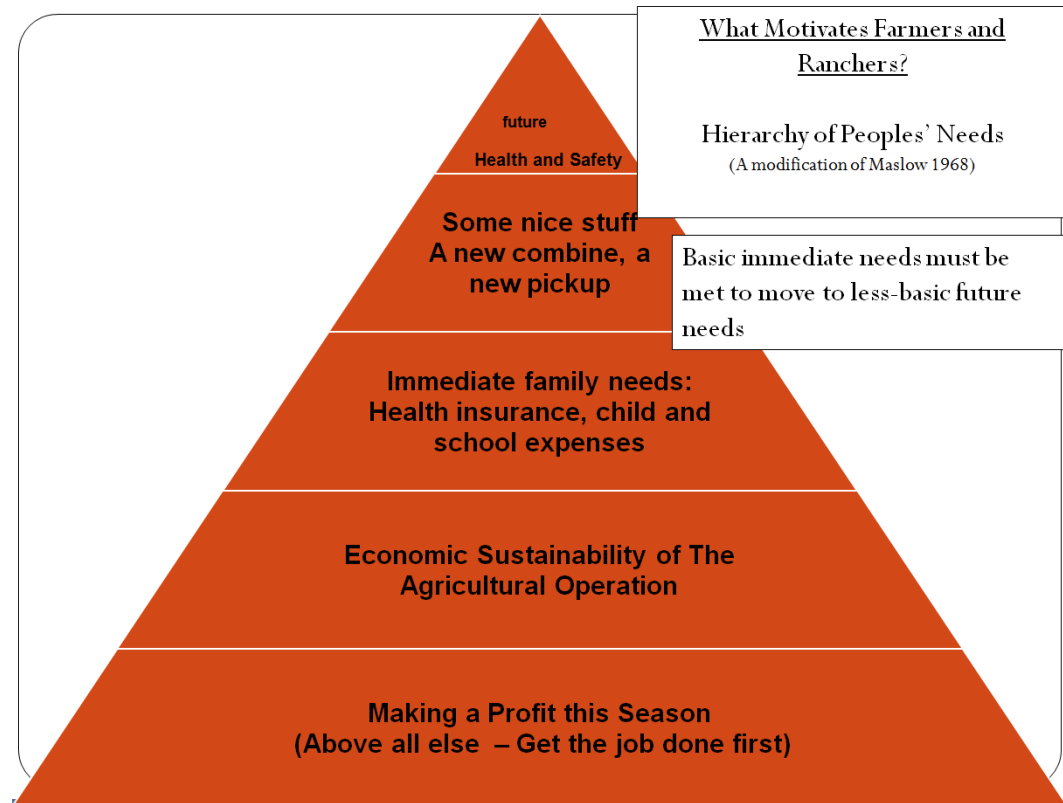 What Motivates Farmers and
Ranchers?
Hierarchy of Peoples' Needs
(A modification of Maslow 1968)
Basic immediate needs must be
met to move to less-basic future
needs
future
Health and Safety
Some nice stuff
A new combine, a
new pickup
Immediate family needs:
Health insurance, child and
school expenses
Economic Sustainability of The
Agricultural Operation
Making a Profit this Season
(Above all else – Get the job done first)